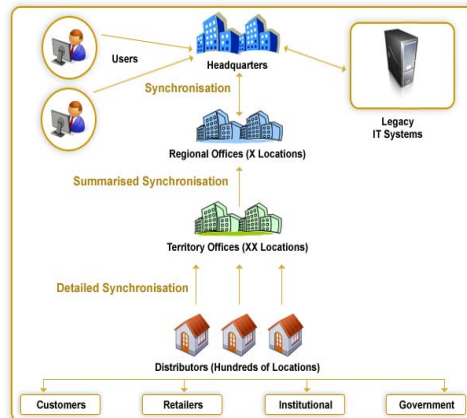 Users
Headquarters
Synchronisation
Legacy
IT Systems
Regional Offices (X Locations)
Summarised Synchronisation
Territory Offices (XX Locations)
Detailed Synchronisation
Distributors (Hundreds of Locations)
Customers
Retailers
Institutional
Government